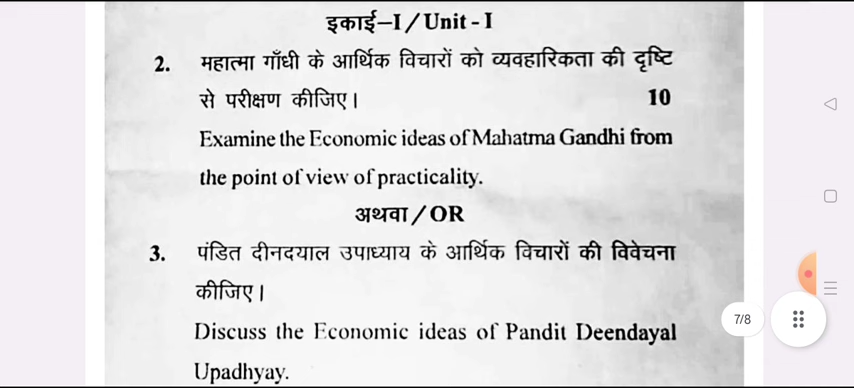 इकाई–I / Unit - I
2. महात्मा गाँधी के आर्थिक विचारों को व्यवहारिकता की दृष्टि
से परीक्षण कीजिए। 10
Examine the Economic ideas of Mahatma Gandhi from
the point of view of practicality.
अथवा / OR
3. पंडित दीनदयाल उपाध्याय के आर्थिक विचारों की विवेचना
कीजिए।
Discuss the Economic ideas of Pandit Deendayal
Upadhyay.
7/8